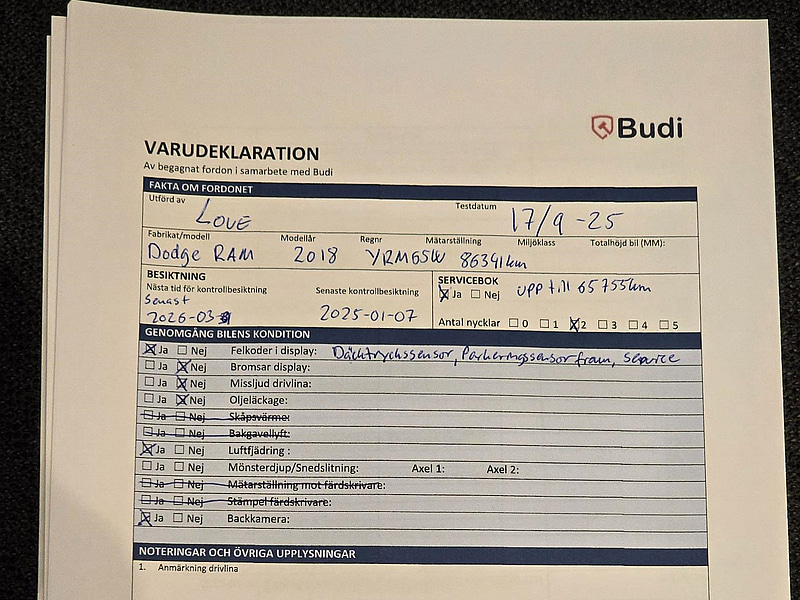 Budi
VARUDEKLARATION
Av begagnat fordon i samarbete med Budi
FAKTA OM FORDONET
Utförd av LOVE Testdatum 17/9-25
Fabrikat/modell Modellår Regnr Mätarställning Miljöklass Totalhöjd bil (MM):
Dodge RAM 2018 YRM65W 86341km
BESIKTNING SERVICEBOK
Nästa tid för kontrollbesiktning Senaste kontrollbesiktning Ja Nej upp till 65755km
Senast
2026-03 2025-01-07 Antal nycklar 0 1 2 3 4 5
GENOMGÅNG BILENS KONDITION
Ja Nej Felkoder i display: Däcktryckssensor, Parkeringssensor fram, service
Ja Nej Bromsar display:
Ja Nej Missljud drivlina:
Ja Nej Oljeläckage:
Ja Nej Skåpsvärme:
Ja Nej Bakgavellyft:
Ja Nej Luftfjädring :
Ja Nej Mönsterdjup/Snedslitning: Axel 1: Axel 2:
Ja Nej Mätarställning mot färdskrivare:
Ja Nej Stämpel färdskrivare:
Ja Nej Backkamera:
NOTERINGAR OCH ÖVRIGA UPPLYSNINGAR
1. Anmärkning drivlina